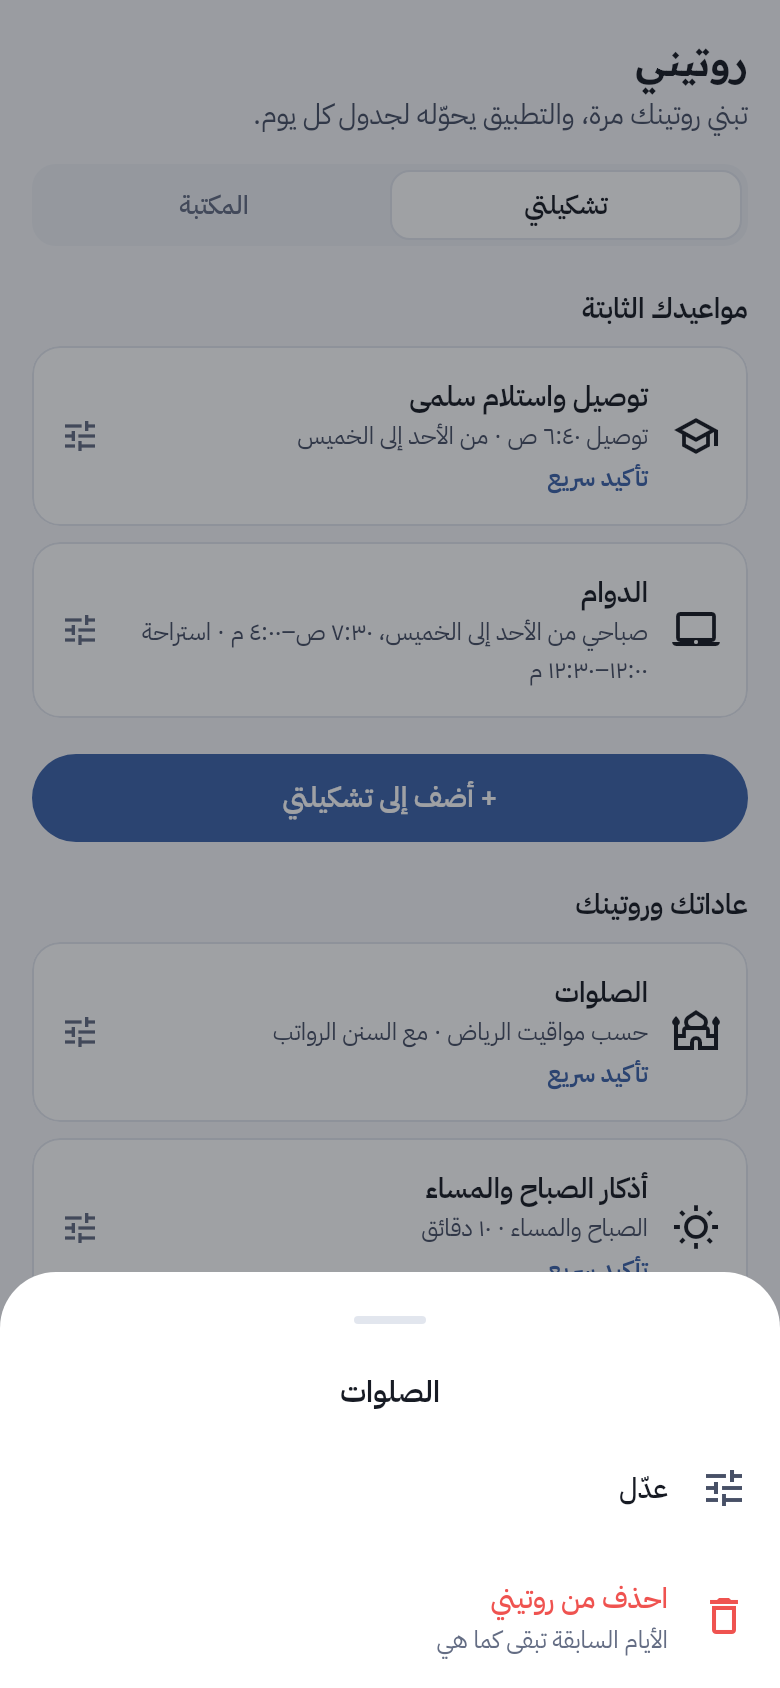 روتيني
تبني روتينك مرة، والتطبيق يحوّله لجدول كل يوم.
تشكيلتي
المكتبة
مواعيدك الثابتة
توصيل واستلام سلمى
توصيل ٦:٤٠ ص · من الأحد إلى الخميس
تأكيد سريع
الدوام
صباحي من الأحد إلى الخميس، ٧:٣٠ ص–٤:٠٠ م · استراحة
١٢:٠٠–١٢:٣٠ م
+ أضف إلى تشكيلتي
عاداتك وروتينك
الصلوات
حسب مواقيت الرياض · مع السنن الرواتب
تأكيد سريع
أذكار الصباح والمساء
الصباح والمساء · ١٠ دقائق
تأكيد سريع
الصلوات
عدّل
احذف من روتيني
الأيام السابقة تبقى كما هي